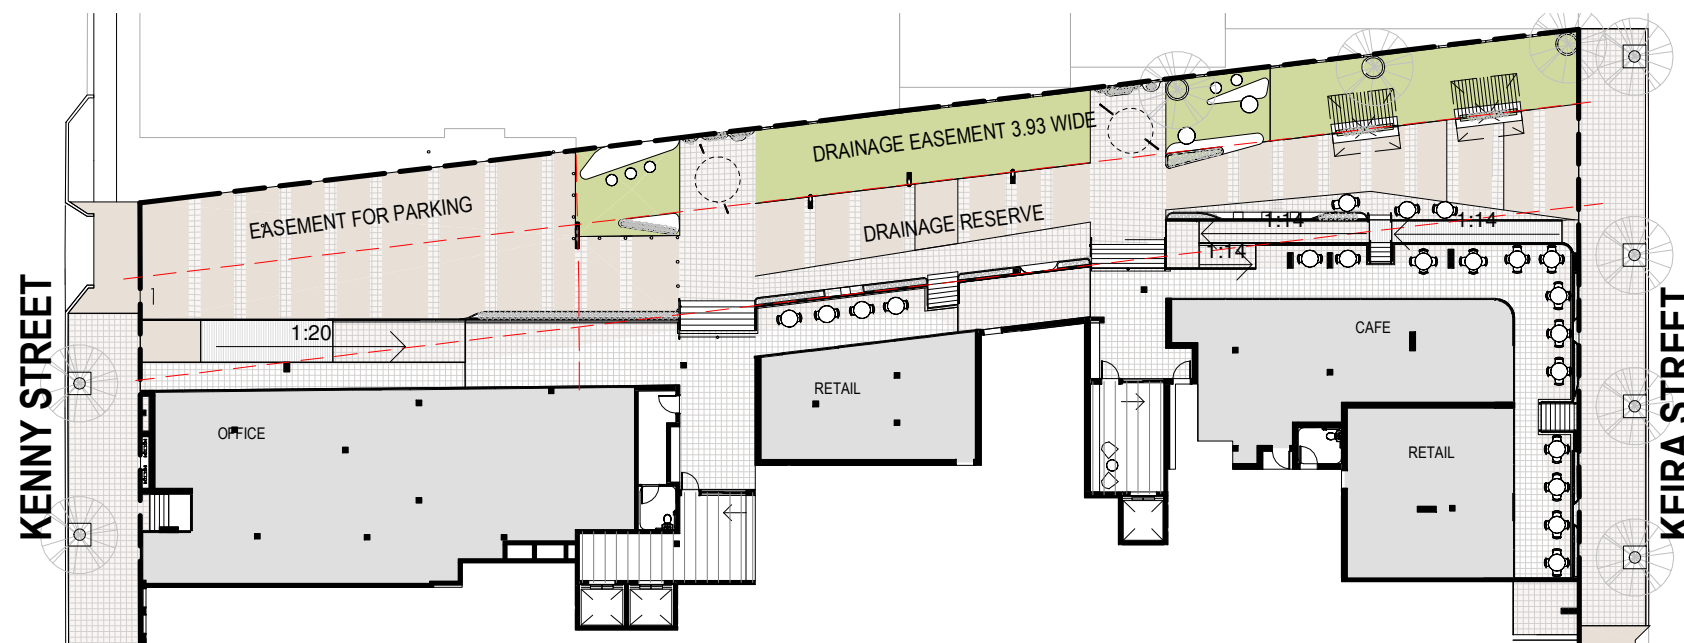 DRAINAGE EASEMENT 3.93 WIDE
EASEMENT FOR PARKING
DRAINAGE RESERVE
1:14
1:14
1:14
1:20
CAFE
RETAIL
OFFICE
RETAIL
KENNY STREET
KEIRA STREET